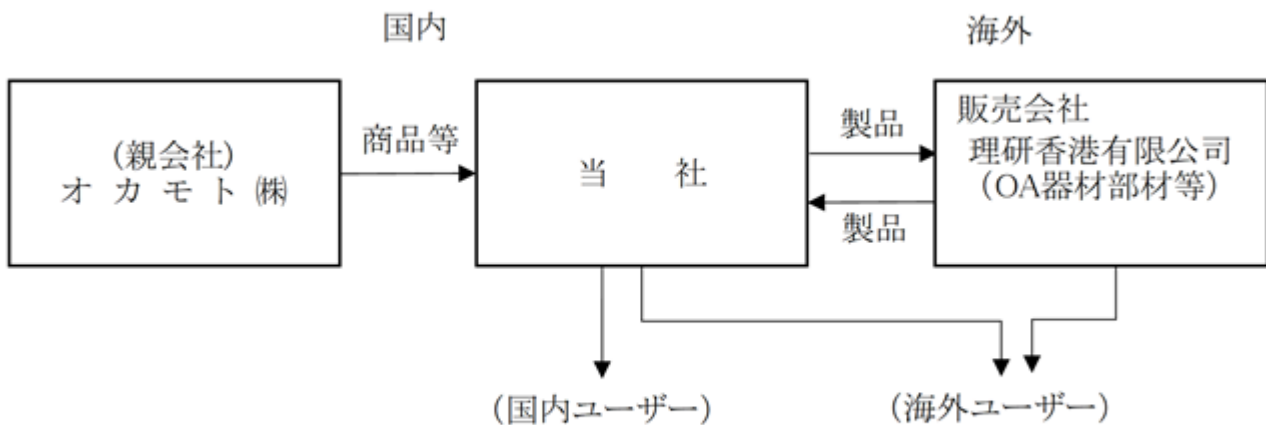 国内
海外
(親会社)
オカモト㈱
商品等
当社
製品
製品
販売会社
理研香港有限公司
(OA器材部材等)
(国内ユーザー)
(海外ユーザー)